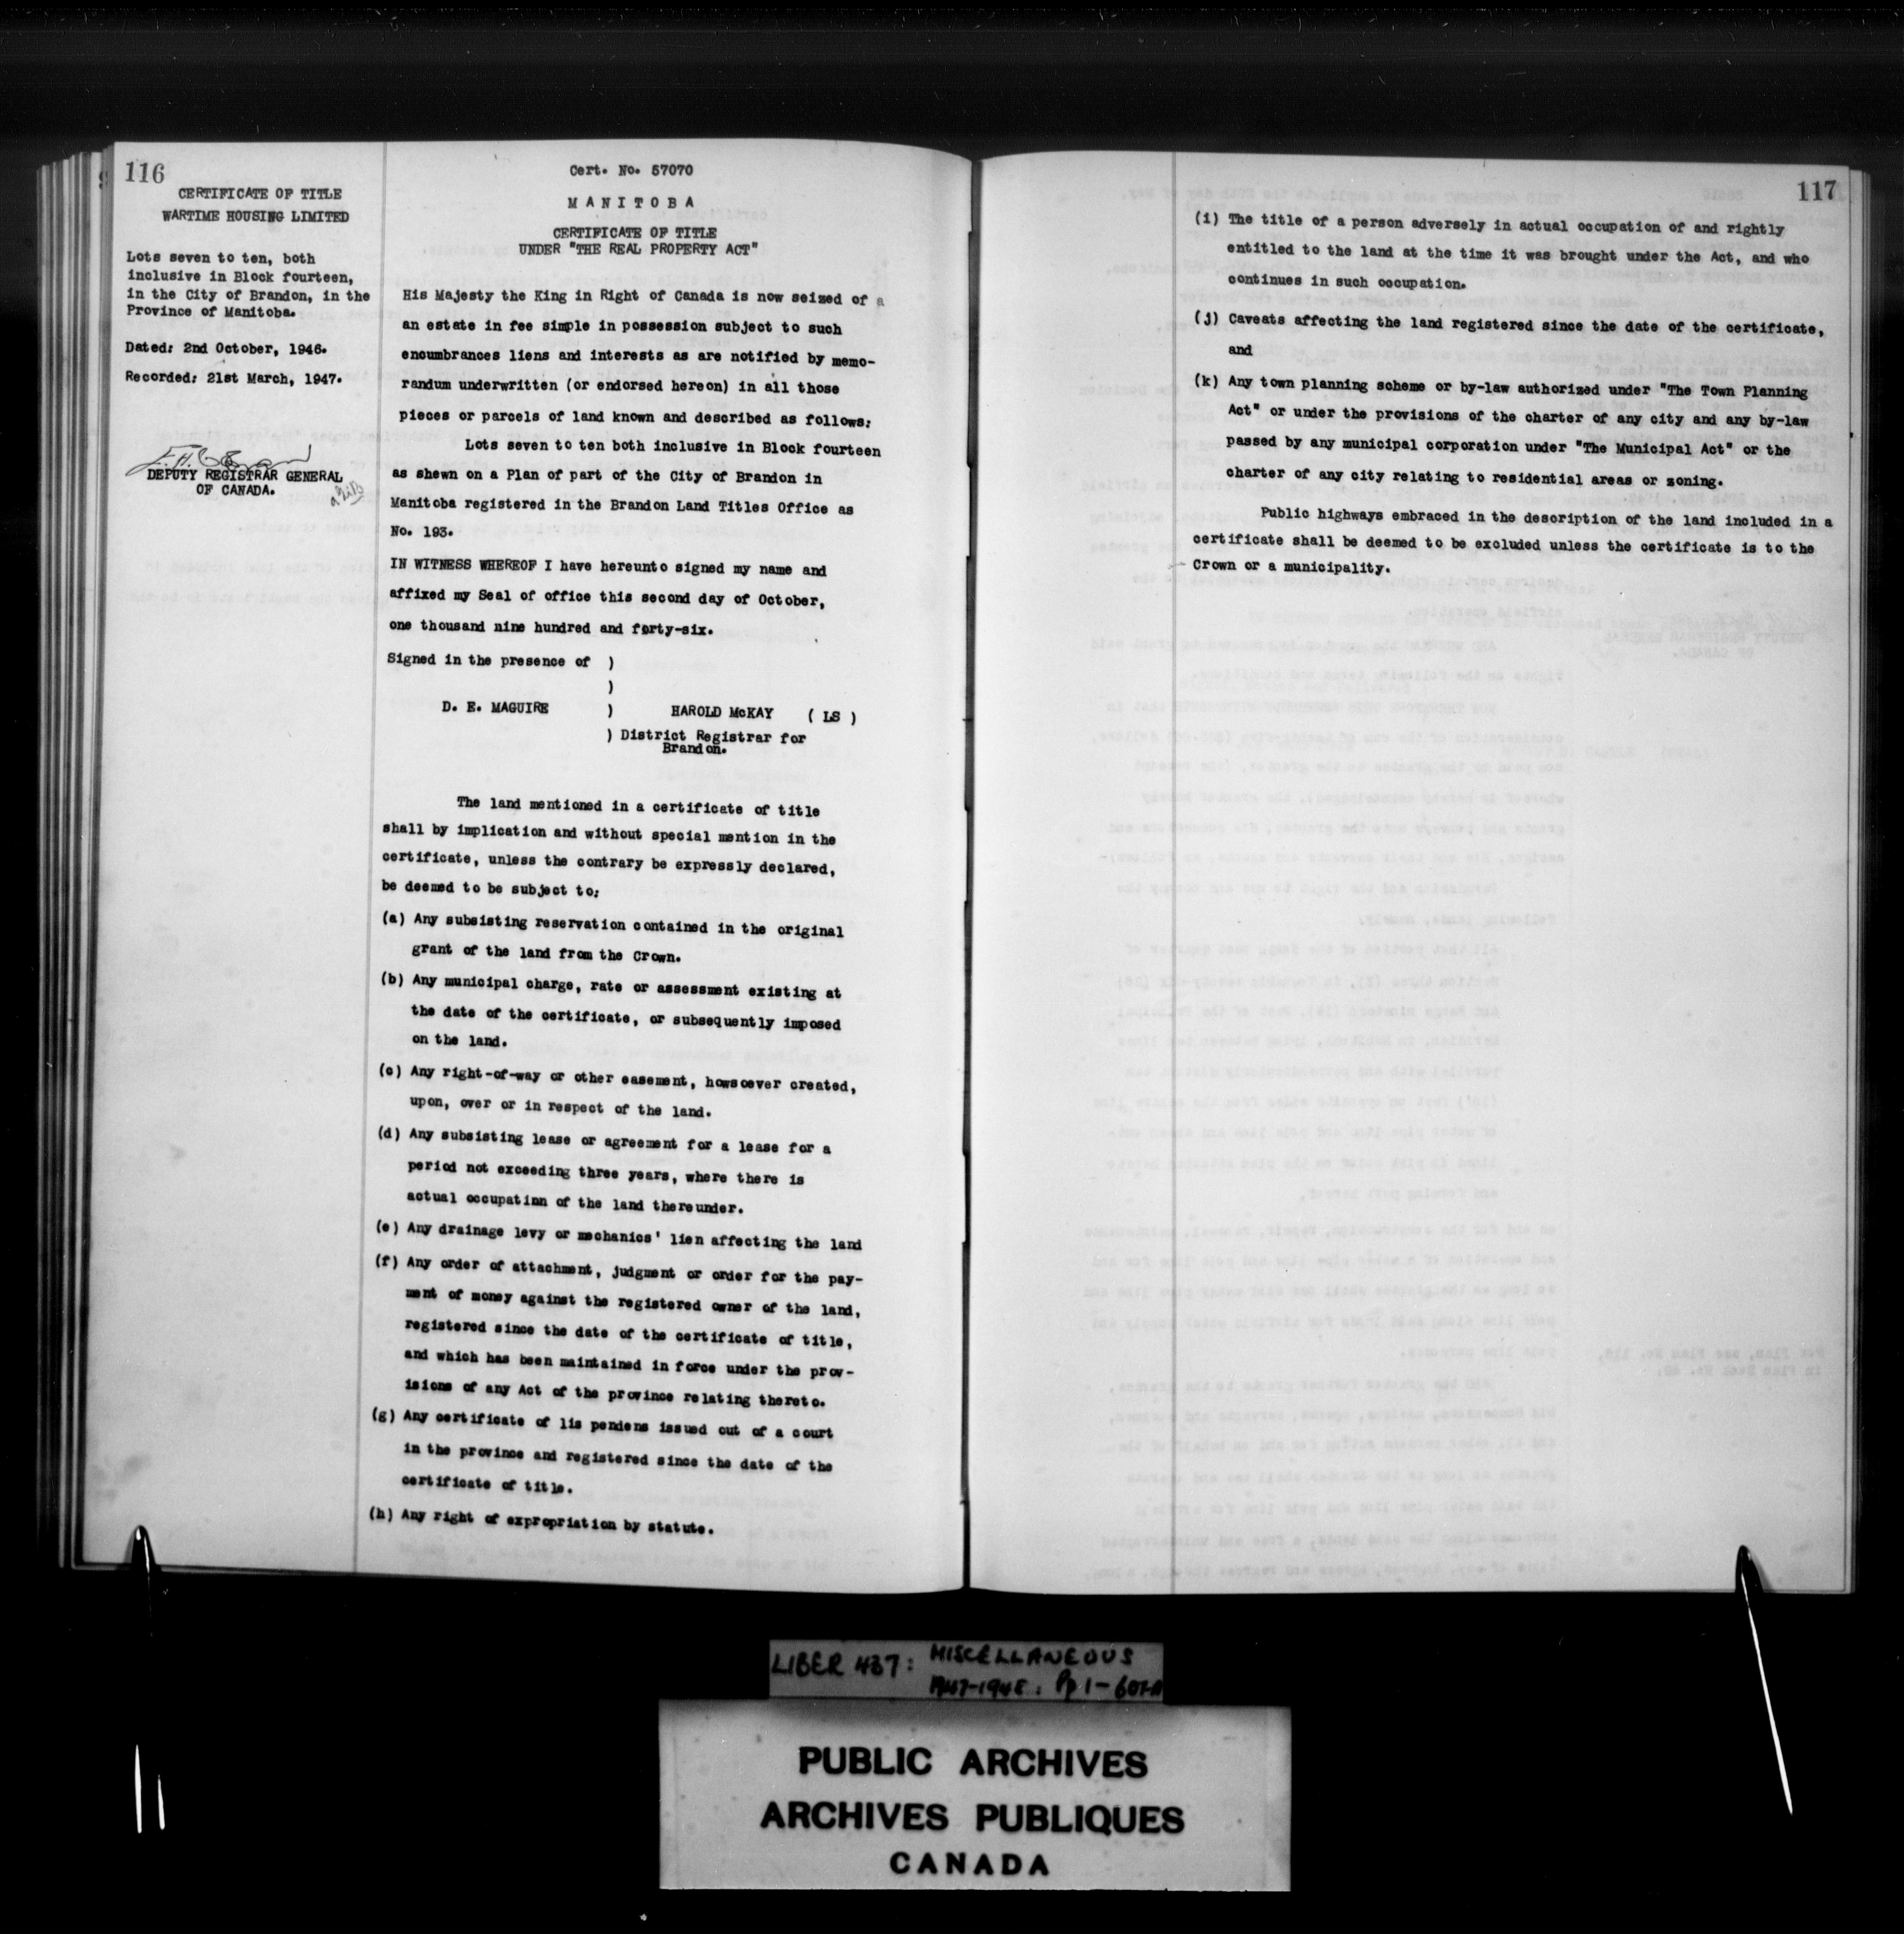 116
CERTIFICATE OF TITLE
WARTIME HOUSING LIMITED
Lots seven to ten, both
inclusive in Block fourteen,
in the City of Brandon, in the
Province of Manitoba.
Dated: 2nd October, 1946.
Recorded: 21st March, 1947.
DEPUTY REGISTRAR GENERAL
OF CANADA.
Cert. No. 57070
MANITOBA
CERTIFICATE OF TITLE
UNDER "THE REAL PROPERTY ACT"
His Majesty the King in Right of Canada is now seized of a
an estate in fee simple in possession subject to such
encumbrances liens and interests as are notified by memo-
randum underwritten (or endorsed hereon) in all those
pieces or parcels of land known and described as follows:
Lots seven to ten both inclusive in Block fourteen
as shewn on a Plan of part of the City of Brandon in
Manitoba registered in the Brandon Land Titles Office as
No. 193.
IN WITNESS WHEREOF I have hereunto signed my name and
affixed my Seal of office this second day of October,
one thousand nine hundred and forty-six.
Signed in the presence of )
)
D. E. MAGUIRE ) HAROLD McKAY ( LS )
) District Registrar for
Brandon.
The land mentioned in a certificate of title
shall by implication and without special mention in the
certificate, unless the contrary be expressly declared,
be deemed to be subject to:
(a) Any subsisting reservation contained in the original
grant of the land from the Crown.
(b) Any municipal charge, rate or assessment existing at
the date of the certificate, or subsequently imposed
on the land.
(c) Any right-of-way or other easement, howsoever created,
upon, over or in respect of the land.
(d) Any subsisting lease or agreement for a lease for a
period not exceeding three years, where there is
actual occupatinn of the land thereunder.
(e) Any drainage levy or mechanics' lien affecting the land
(f) Any order of attachment, judgment or order for the pay-
ment of money against the registered owner of the land,
registered since the date of the certificate of title,
and which has been maintained in force under the prov-
isions of any Act of the province relating thereto.
(g) Any certificate of lis pendens issued out of a court
in the province and registered since the date of the
certificate of title.
(h) Any right of expropriation by statute.
117
(i) The title of a person adversely in actual occupation of and rightly
entitled to the land at the time it was brought under the Act, and who
continues in such occupation.
(j) Caveats affecting the land registered since the date of the certificate,
and
(k) Any town planning scheme or by-law authorized under "The Town Planning
Act" or under the provisions of the charter of any city and any by-law
passed by any municipal corporation under "The Municipal Act" or the
charter of any city relating to residential areas or zoning.
Public highways embraced in the description of the land included in a
certificate shall be deemed to be excluded unless the certificate is to the
Crown or a municipality.
LIBER 437: MISCELLANEOUS
1947-1948. Pp 1-
PUBLIC ARCHIVES
ARCHIVES PUBLIQUES
CANADA